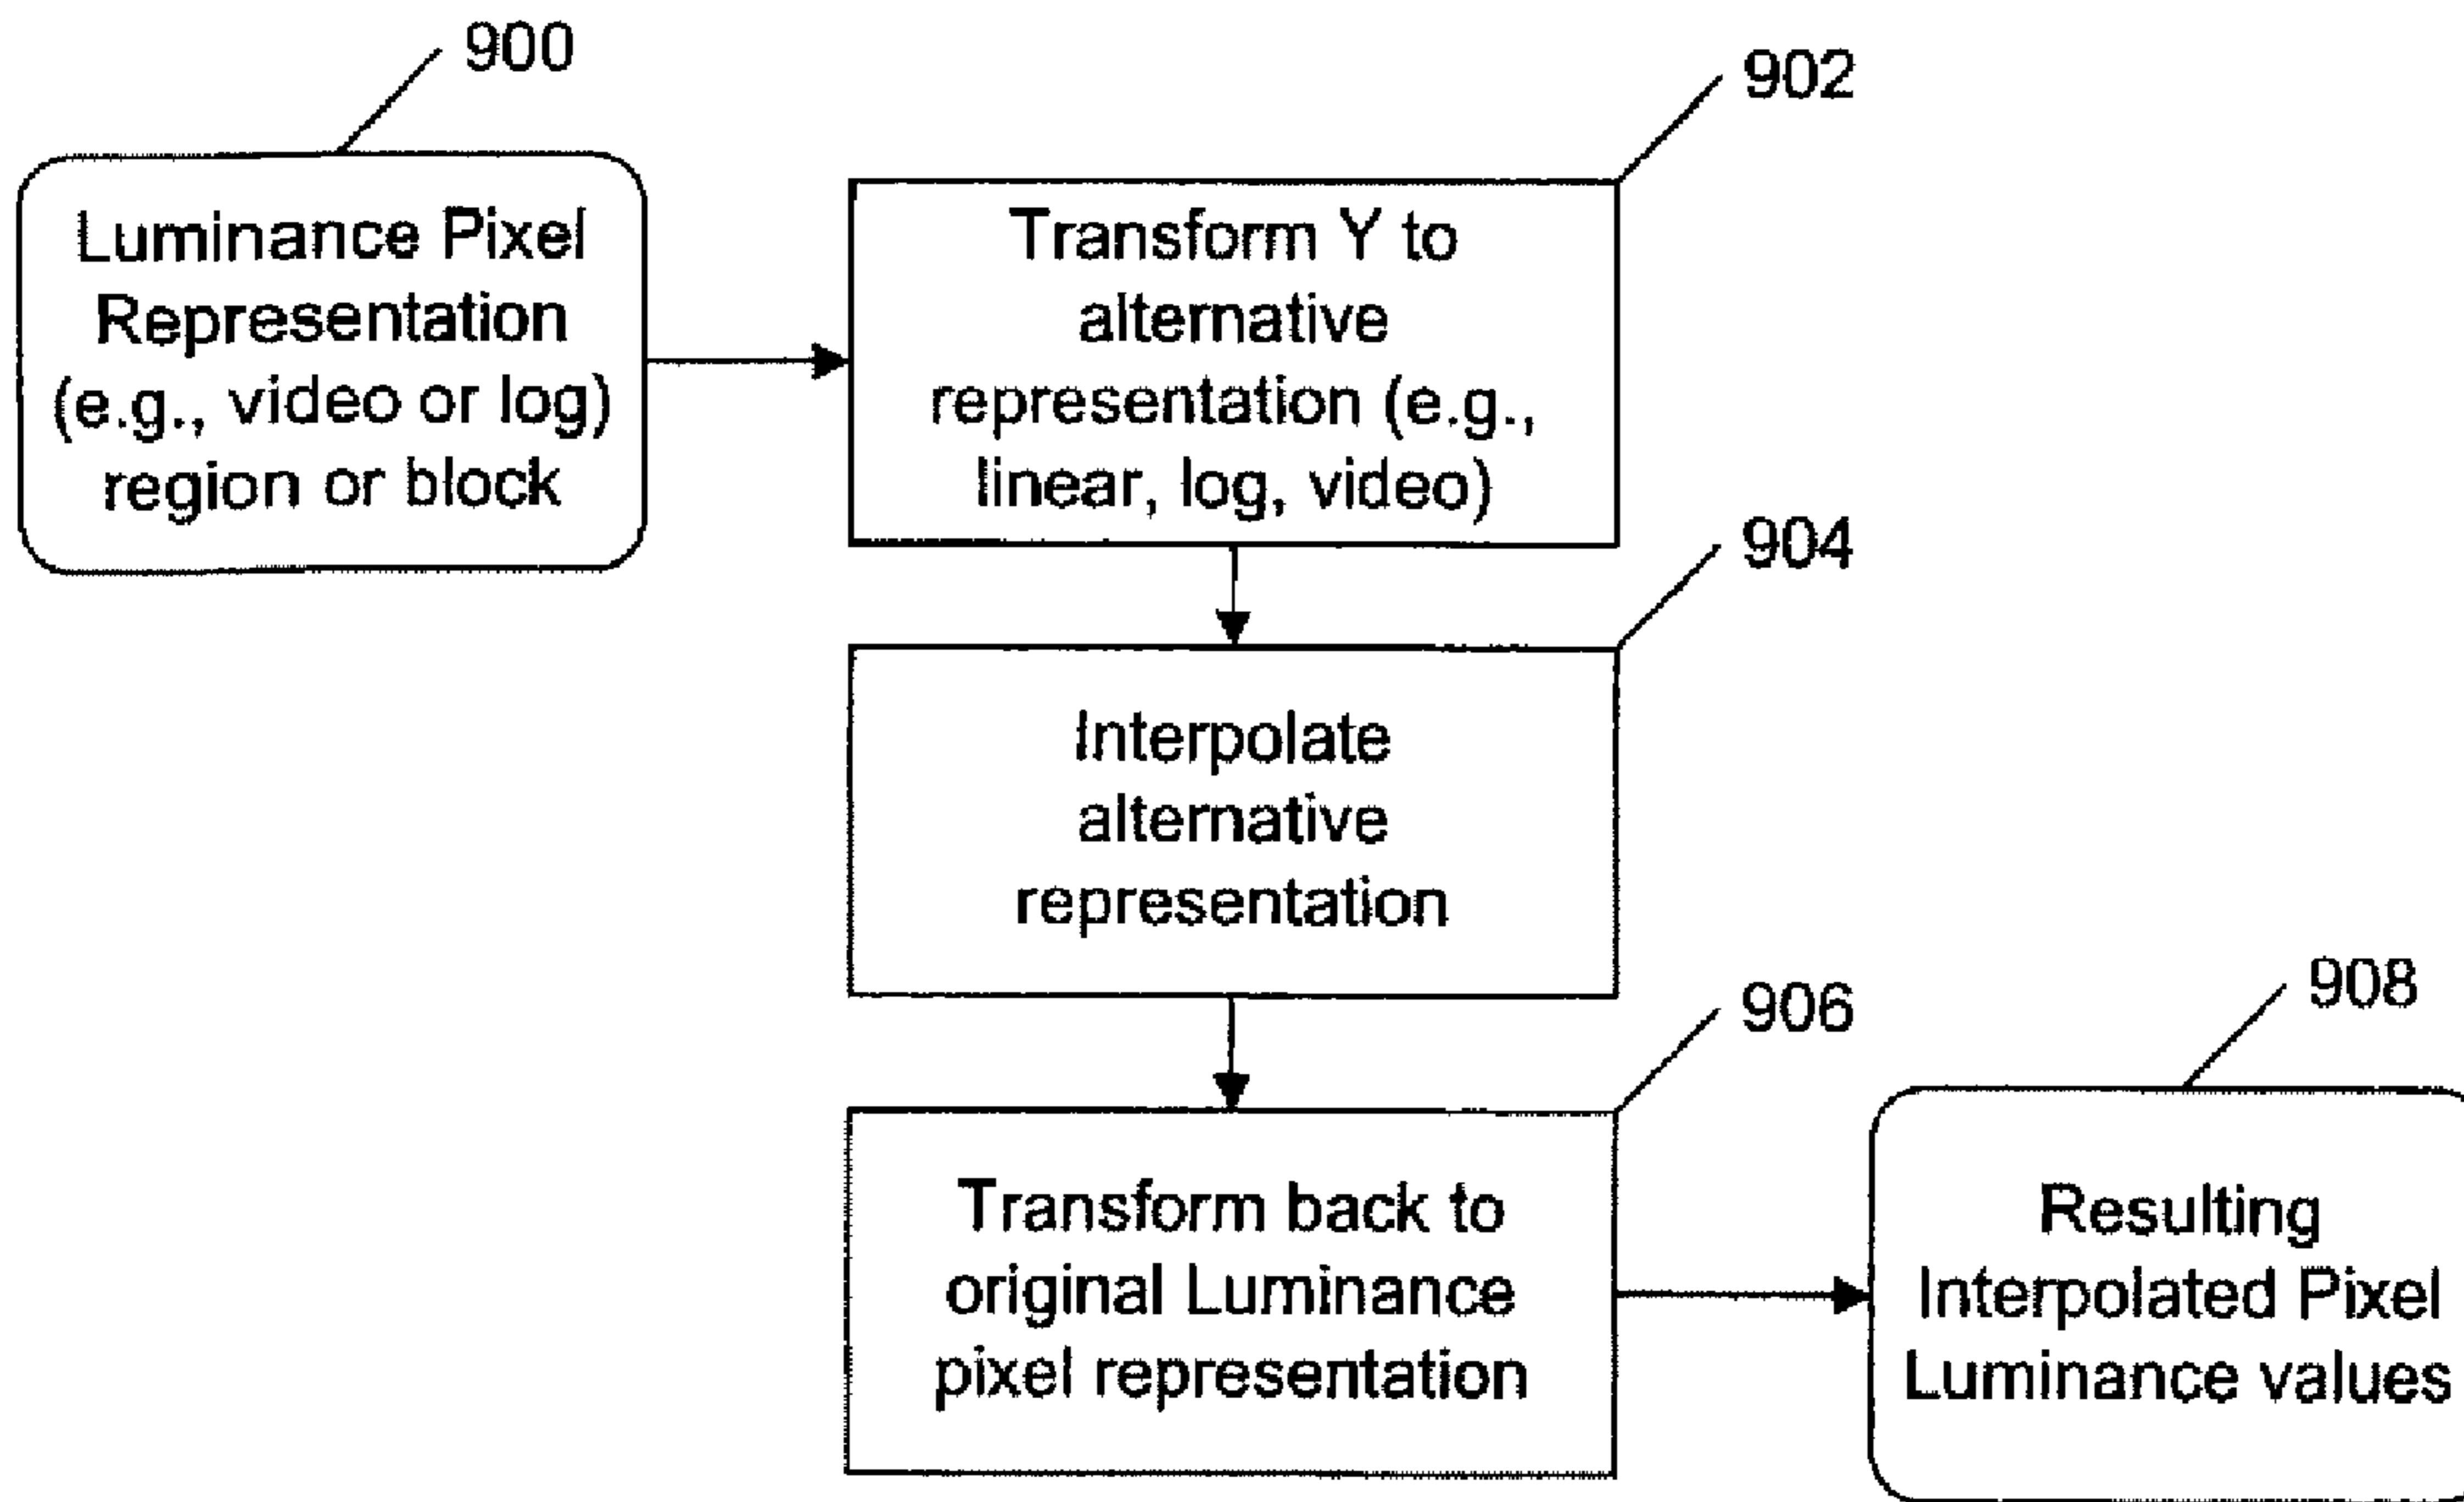 900
Luminance Pixel
Representation
(e.g., video or log)
region or block
902
Transform Y to
alternative
representation (e.g.,
linear, log, video)
904
Interpolate
alternative
representation
906
Transform back to
original Luminance
pixel representation
908
Resulting
Interpolated Pixel
Luminance values